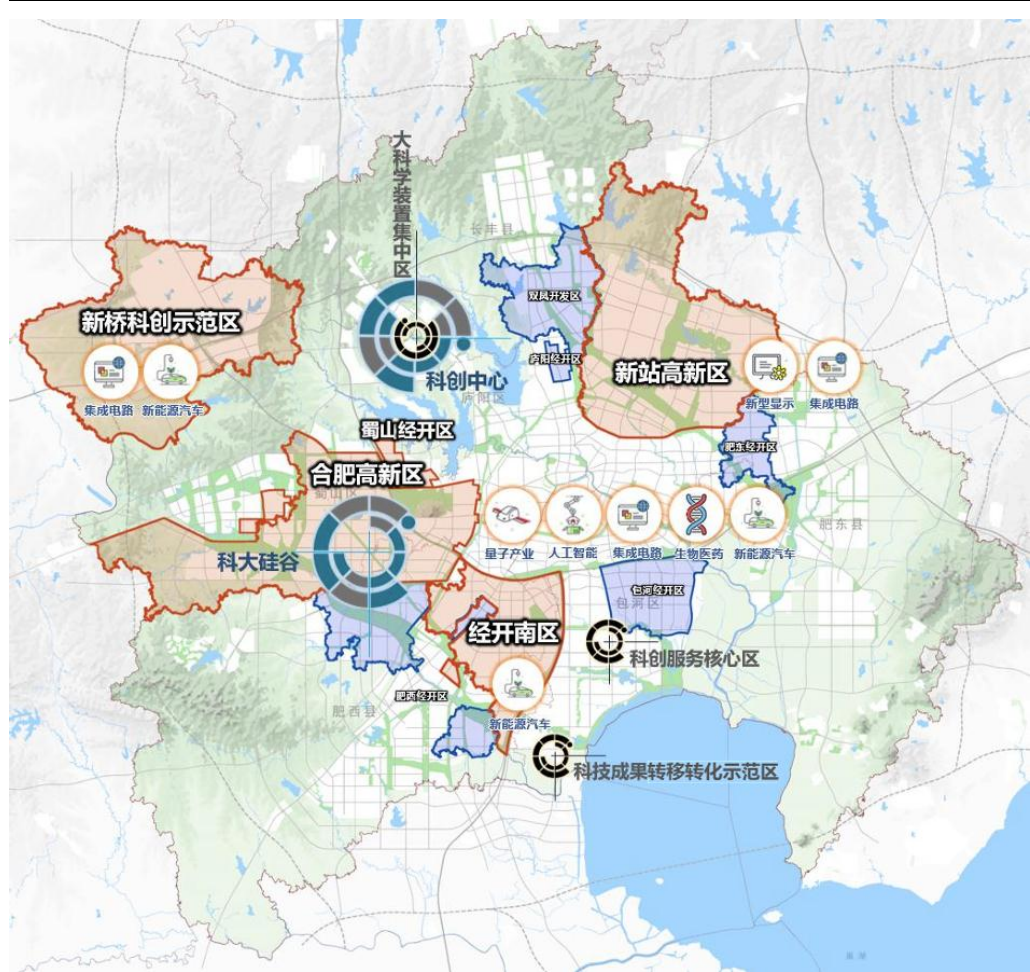 大科学装置集中区
长丰县
双凤开发区
新桥科创示范区
庐阳经开区
新站高新区
科创中心
庐阳区
集成电路
新能源汽车
新型显示
集成电路
蜀山经开区
肥东经开区
合肥高新区
蜀山区
量子产业
人工智能
集成电路
生物医药
新能源汽车
肥东县
科大硅谷
包河经开区
包河区
经开南区
科创服务核心区
肥西经开区
肥西县
新能源汽车
科技成果转移转化示范区
巢湖